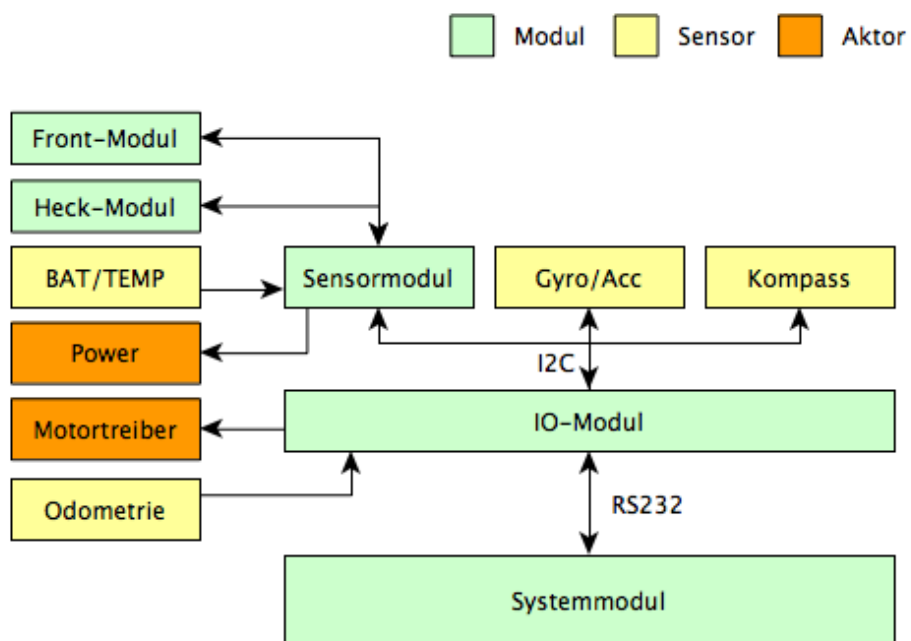 Modul Sensor Aktor
Front-Modul
Heck-Modul
BAT/TEMP Sensormodul Gyro/Acc Kompass
Power
I2C
Motortreiber IO-Modul
Odometrie
RS232
Systemmodul